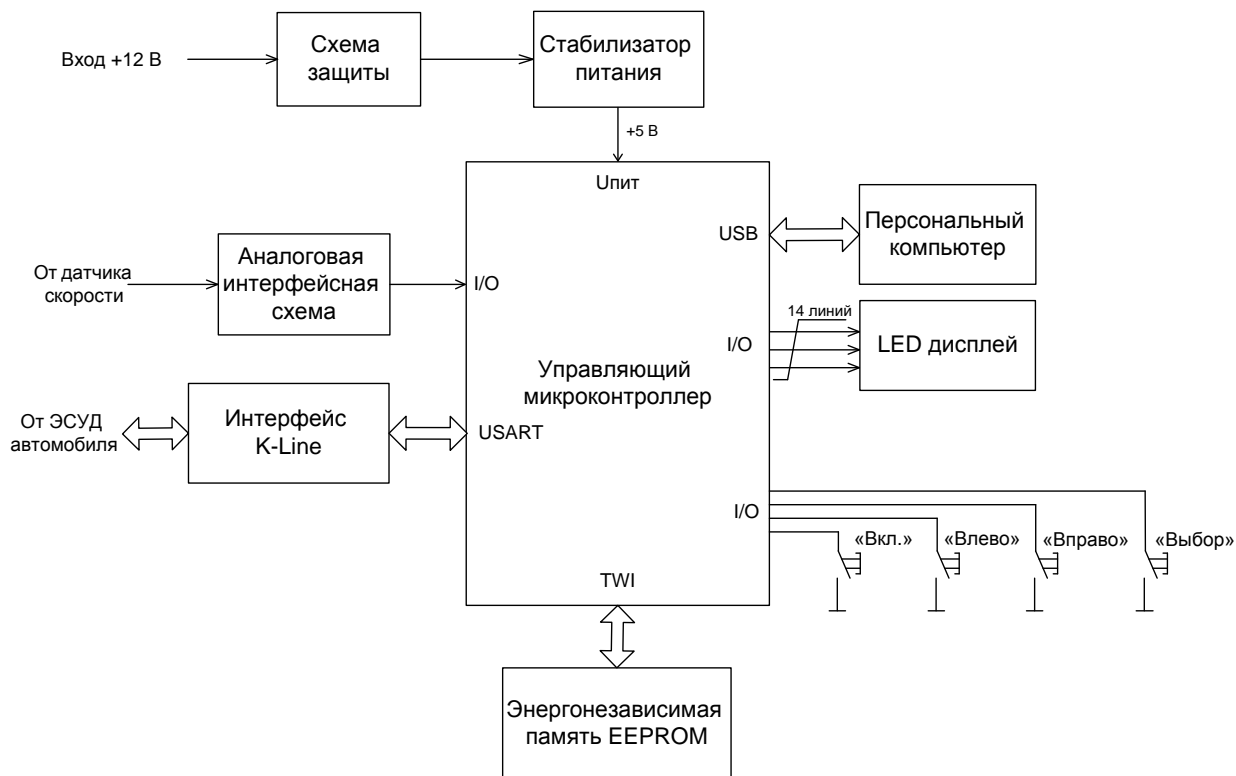 Вход +12 В
Схема
защиты
Стабилизатор
питания
+5 В
Uпит
USB
Персональный
компьютер
От датчика
скорости
Аналоговая
интерфейсная
схема
I/O
14 линий
I/O
LED дисплей
Управляющий
микроконтроллер
От ЭСУД
автомобиля
Интерфейс
K-Line
USART
I/O
«Вкл.»
«Влево»
«Вправо»
«Выбор»
TWI
Энергонезависимая
память EEPROM